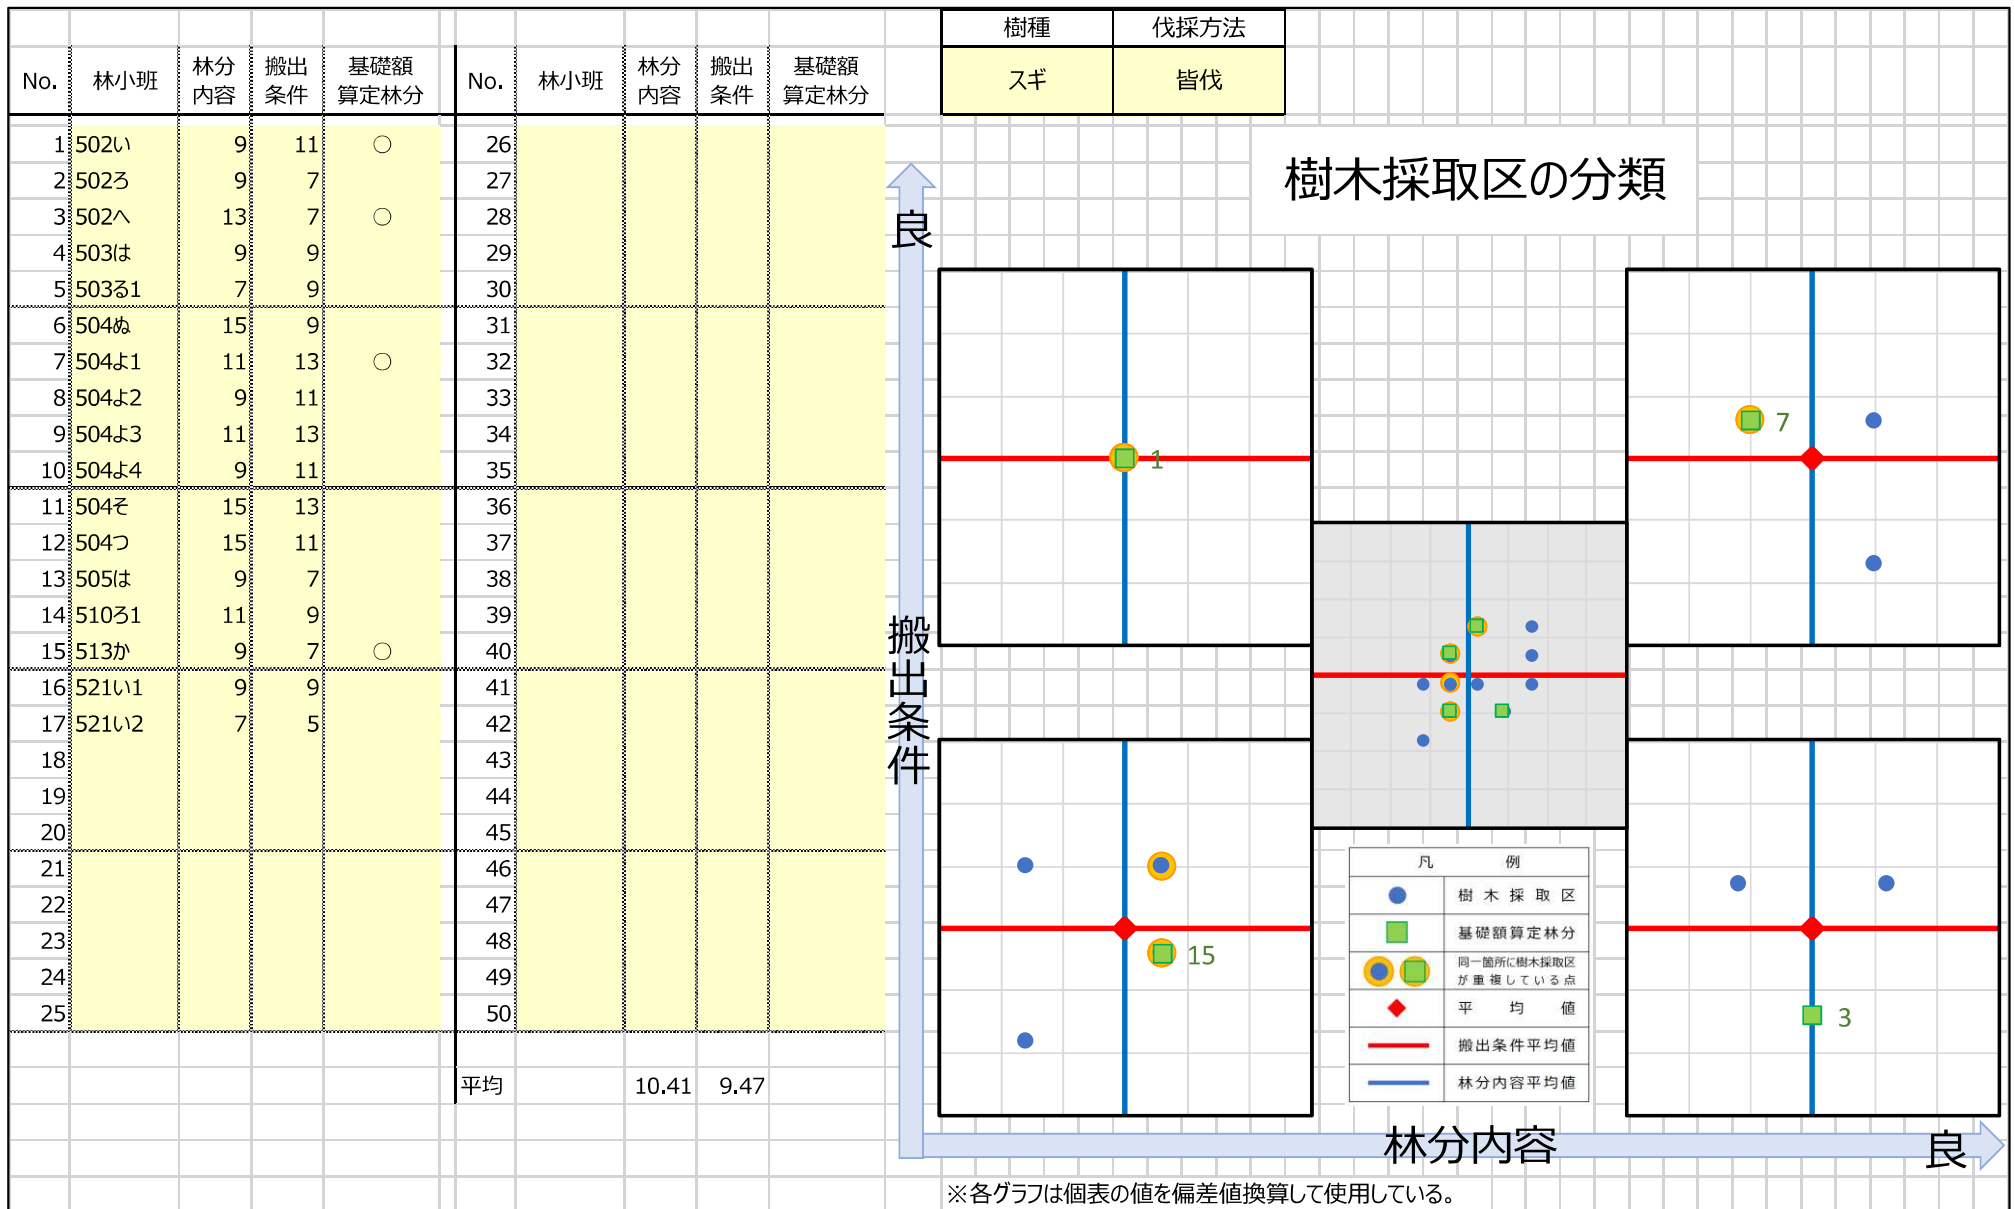 樹種 伐採方法
スギ 皆伐
No. 林小班 林分内容 搬出条件 基礎額算定林分 No. 林小班 林分内容 搬出条件 基礎額算定林分
1 502い 9 11 ○ 26
2 502ろ 9 7 27
3 502へ 13 7 ○ 28
4 503は 9 9 29
5 503る1 7 9 30
6 504ぬ 15 9 31
7 504よ1 11 13 ○ 32
8 504よ2 9 11 33
9 504よ3 11 13 34
10 504よ4 9 11 35
11 504そ 15 13 36
12 504つ 15 11 37
13 505は 9 7 38
14 510ろ1 11 9 39
15 513か 9 7 ○ 40
16 521い1 9 9 41
17 521い2 7 5 42
18 43
19 44
20 45
21 46
22 47
23 48
24 49
25 50
平均 10.41 9.47
樹木採取区の分類
良
搬出条件
1
7
15
3
凡 例
樹木採取区
基礎額算定林分
同一箇所に樹木採取区
が重複している点
平均値
搬出条件平均値
林分内容平均値
林分内容
良
※各グラフは個表の値を偏差値換算して使用している。